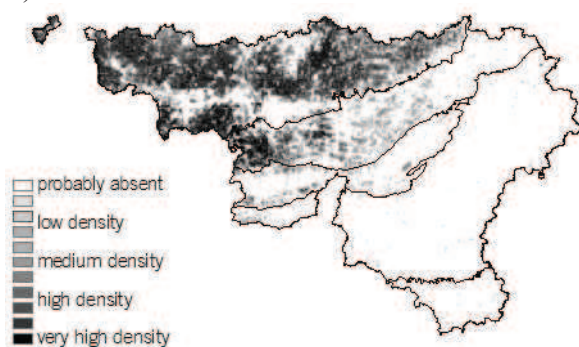 probably absent
low density
medium density
high density
very high density